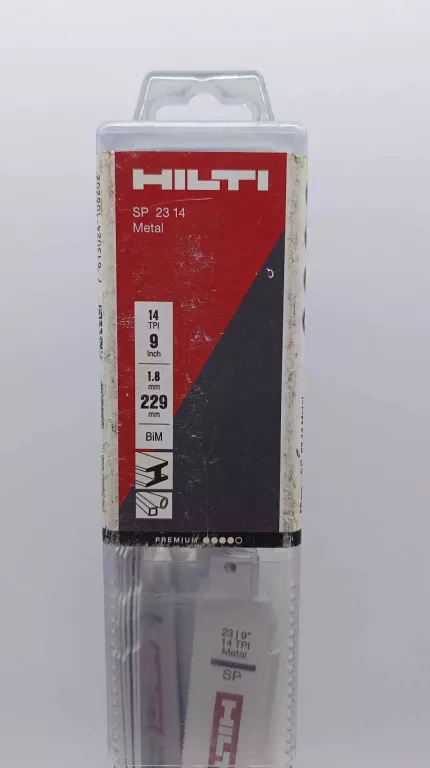 HILTI
SP 23 14
Metal
14
TPI
9
Inch
1.8
mm
229
mm
BiM
PREMIUM
23 | 9"
14 TPI
Metal
SP
HILTI